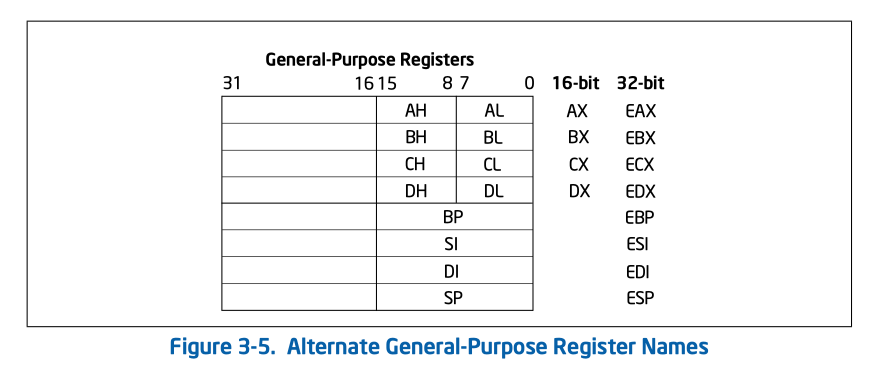 General-Purpose Registers
31 16 15 8 7 0 16-bit 32-bit
AH AL AX EAX
BH BL BX EBX
CH CL CX ECX
DH DL DX EDX
BP EBP
SI ESI
DI EDI
SP ESP
Figure 3-5. Alternate General-Purpose Register Names